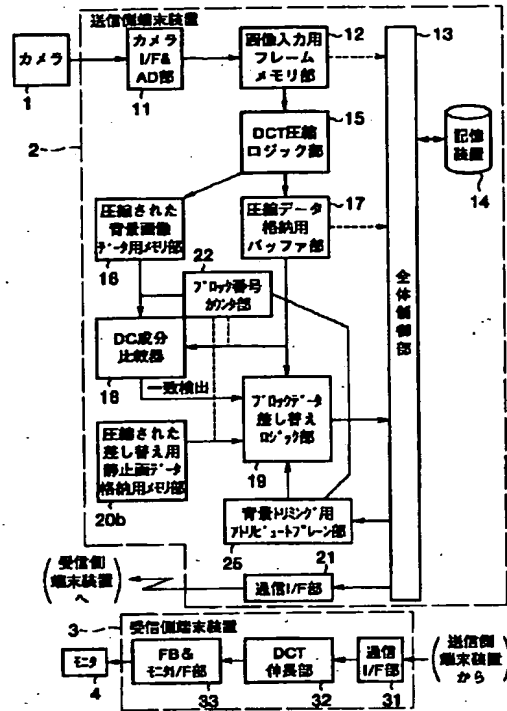 送信側端末装置
カメラ
1
カメラ
I/F&
AD部
11
画像入力用
フレーム
メモリ部
12
13
2
DCT圧縮
ロジック部
15
記憶
装置
14
圧縮された
背景画像
データ用メモリ部
16
圧縮データ
格納用
バッファ部
17
22
ブロック番号
カウンタ部
全体制御部
DC成分
比較器
18
一致検出
ブロックデータ
差し替え
ロジック部
19
圧縮された
差し替え用
静止画データ
格納用メモリ部
20b
背景トリミング用
アトリビュートプレーン部
25
受信側
端末装置
へ
21
通信I/F部
3
受信側端末装置
モニタ
4
FB&
モニタI/F部
33
DCT
伸長部
32
通信
I/F部
31
送信側
端末装置
から